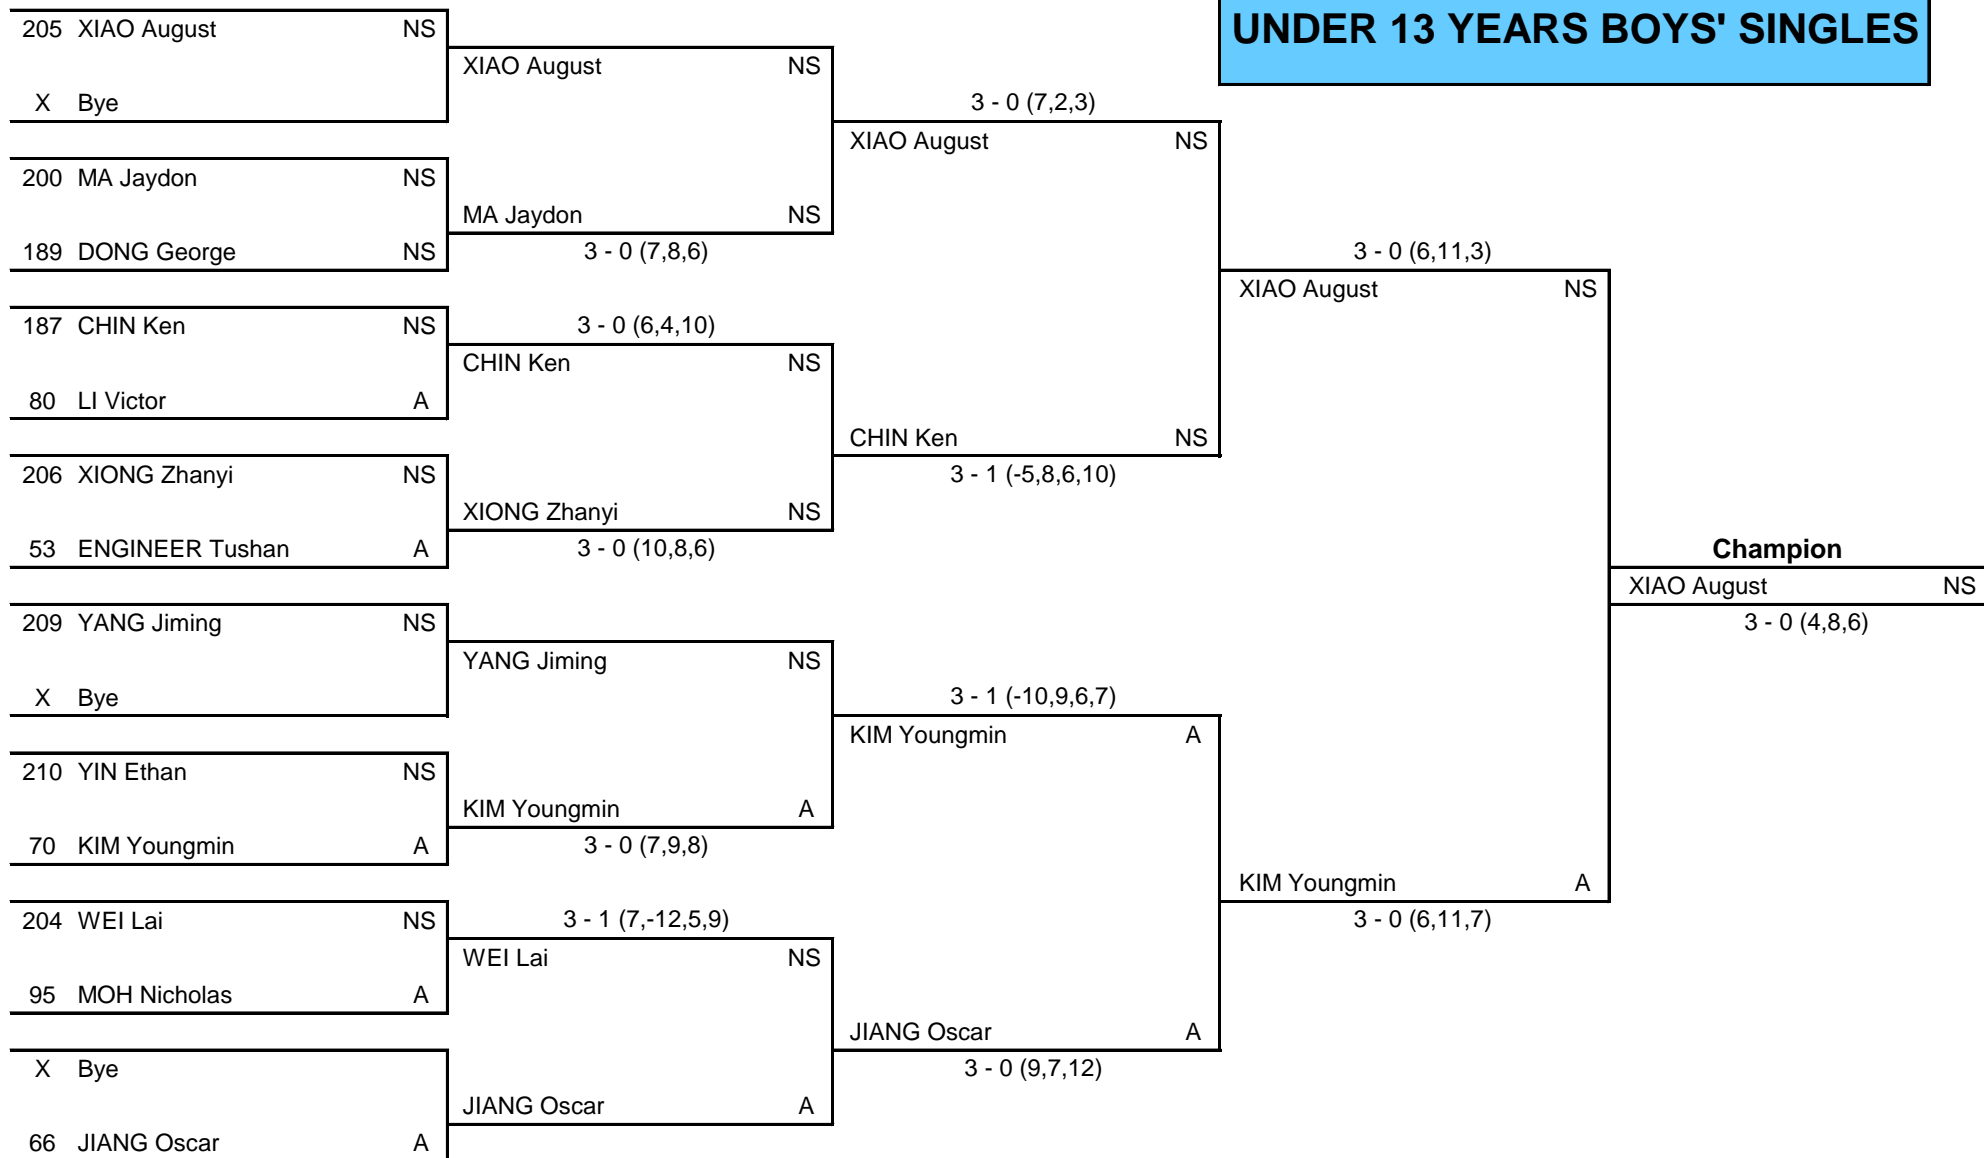 UNDER 13 YEARS BOYS' SINGLES
205 XIAO August NS
XIAO August NS
X Bye
3 - 0 (7,2,3)
XIAO August NS
200 MA Jaydon NS
MA Jaydon NS
189 DONG George NS
3 - 0 (7,8,6)
3 - 0 (6,11,3)
XIAO August NS
187 CHIN Ken NS
3 - 0 (6,4,10)
CHIN Ken NS
80 LI Victor A
CHIN Ken NS
206 XIONG Zhanyi NS
3 - 1 (-5,8,6,10)
XIONG Zhanyi NS
53 ENGINEER Tushan A
3 - 0 (10,8,6)
Champion
XIAO August NS
209 YANG Jiming NS
3 - 0 (4,8,6)
YANG Jiming NS
X Bye
3 - 1 (-10,9,6,7)
KIM Youngmin A
210 YIN Ethan NS
KIM Youngmin A
70 KIM Youngmin A
3 - 0 (7,9,8)
KIM Youngmin A
204 WEI Lai NS
3 - 1 (7,-12,5,9)
3 - 0 (6,11,7)
WEI Lai NS
95 MOH Nicholas A
JIANG Oscar A
X Bye
3 - 0 (9,7,12)
JIANG Oscar A
66 JIANG Oscar A